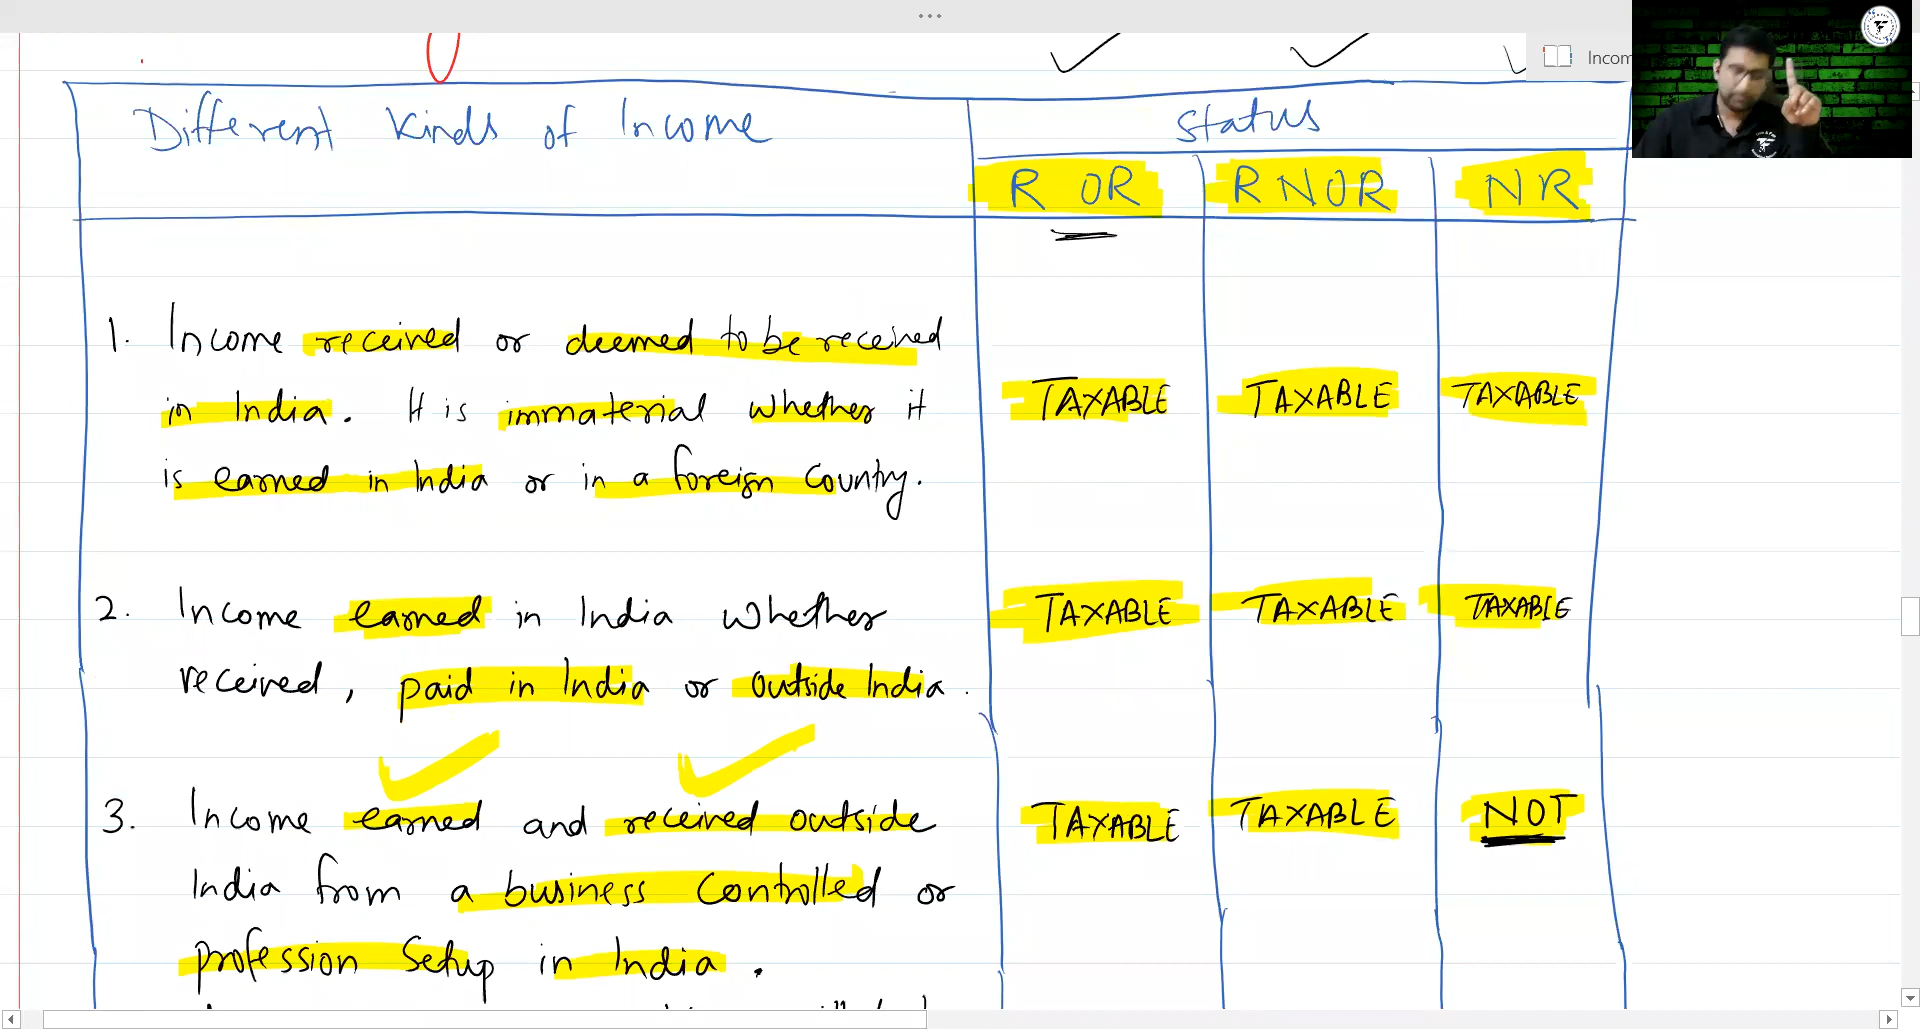 Incom
Different Kinds of Income
Status
R OR
R NOR
NR
1. Income received or deemed to be received
in India. It is immaterial whether it
is earned in India or in a foreign Country.
TAXABLE
TAXABLE
TAXABLE
2. Income earned in India whether
received, paid in India or outside India.
TAXABLE
TAXABLE
TAXABLE
3. Income earned and received outside
India from a business Controlled or
profession Setup in India.
TAXABLE
TAXABLE
NOT